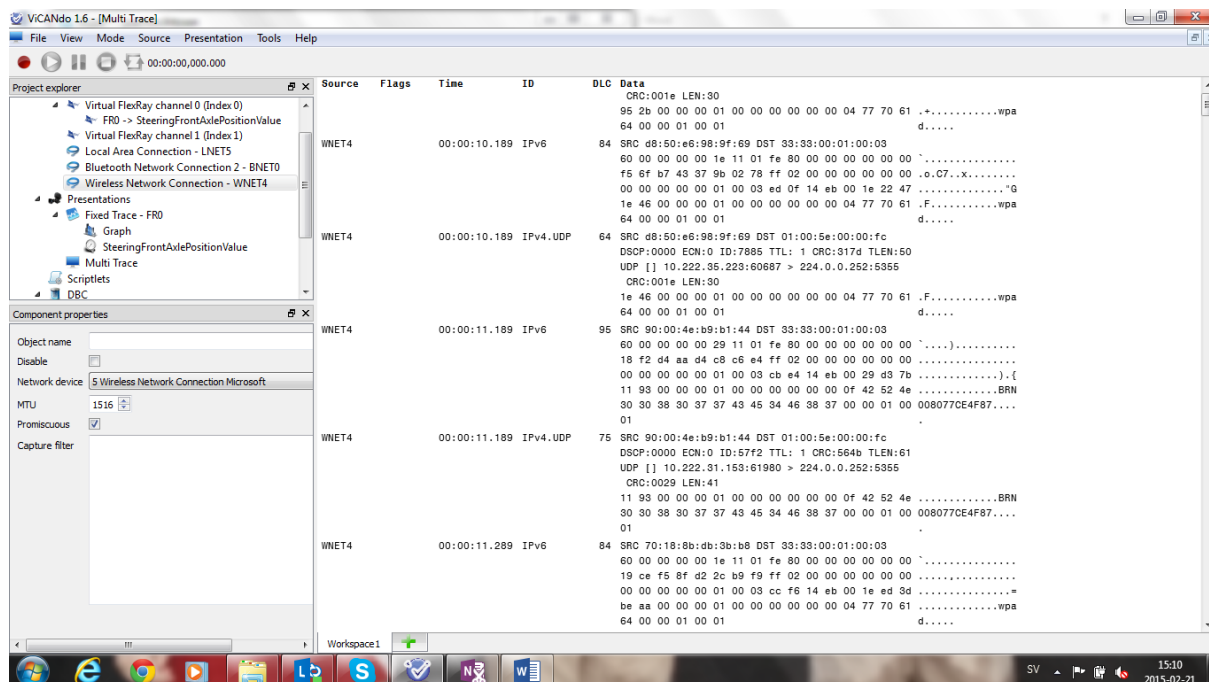 ViCANdo 1.6 - [Multi Trace]
File View Mode Source Presentation Tools Help
00:00:00,000.000
Project explorer
Virtual FlexRay channel 0 (Index 0)
FR0 -> SteeringFrontAxlePositionValue
Virtual FlexRay channel 1 (Index 1)
Local Area Connection - LNET5
Bluetooth Network Connection 2 - BNET0
Wireless Network Connection - WNET4
Presentations
Fixed Trace - FR0
Graph
SteeringFrontAxlePositionValue
Multi Trace
Scriptlets
DBC
Component properties
Object name
Disable
Network device 5 Wireless Network Connection Microsoft
MTU 1516
Promiscuous
Capture filter
Source Flags Time ID DLC Data
CRC:001e LEN:30
95 2b 00 00 00 01 00 00 00 00 00 00 04 77 70 61 .+...........wpa
64 00 00 01 00 01 d.....
WNET4 00:00:10.189 IPv6 84 SRC d8:50:e6:98:9f:69 DST 33:33:00:01:00:03
60 00 00 00 00 1e 11 01 fe 80 00 00 00 00 00 00 `...............
f5 6f b7 43 37 9b 02 78 ff 02 00 00 00 00 00 00 .o.C7..x........
00 00 00 00 00 01 00 03 ed 0f 14 eb 00 1e 22 47 .............."G
1e 46 00 00 00 01 00 00 00 00 00 00 04 77 70 61 .F...........wpa
64 00 00 01 00 01 d.....
WNET4 00:00:10.189 IPv4.UDP 64 SRC d8:50:e6:98:9f:69 DST 01:00:5e:00:00:fc
DSCP:0000 ECN:0 ID:7885 TTL: 1 CRC:317d TLEN:50
UDP [] 10.222.35.223:60687 > 224.0.0.252:5355
CRC:001e LEN:30
1e 46 00 00 00 01 00 00 00 00 00 00 04 77 70 61 .F...........wpa
64 00 00 01 00 01 d.....
WNET4 00:00:11.189 IPv6 95 SRC 90:00:4e:b9:b1:44 DST 33:33:00:01:00:03
60 00 00 00 00 29 11 01 fe 80 00 00 00 00 00 00 `....)..........
18 f2 d4 aa d4 c8 c6 e4 ff 02 00 00 00 00 00 00 ................
00 00 00 00 00 01 00 03 cb e4 14 eb 00 29 d3 7b .............).{
11 93 00 00 00 01 00 00 00 00 00 00 0f 42 52 4e .............BRN
30 30 38 30 37 37 43 45 34 46 38 37 00 00 01 00 008077CE4F87....
01 .
WNET4 00:00:11.189 IPv4.UDP 75 SRC 90:00:4e:b9:b1:44 DST 01:00:5e:00:00:fc
DSCP:0000 ECN:0 ID:57f2 TTL: 1 CRC:564b TLEN:61
UDP [] 10.222.31.153:61980 > 224.0.0.252:5355
CRC:0029 LEN:41
11 93 00 00 00 01 00 00 00 00 00 00 0f 42 52 4e .............BRN
30 30 38 30 37 37 43 45 34 46 38 37 00 00 01 00 008077CE4F87....
01 .
WNET4 00:00:11.289 IPv6 84 SRC 70:18:8b:db:3b:b8 DST 33:33:00:01:00:03
60 00 00 00 00 1e 11 01 fe 80 00 00 00 00 00 00 `...............
19 ce f5 8f d2 2c b9 f9 ff 02 00 00 00 00 00 00 .....,..........
00 00 00 00 00 01 00 03 cc f6 14 eb 00 1e ed 3d ...............=
be aa 00 00 00 01 00 00 00 00 00 00 04 77 70 61 .............wpa
64 00 00 01 00 01 d.....
Workspace1
SV 15:10
2015-02-21